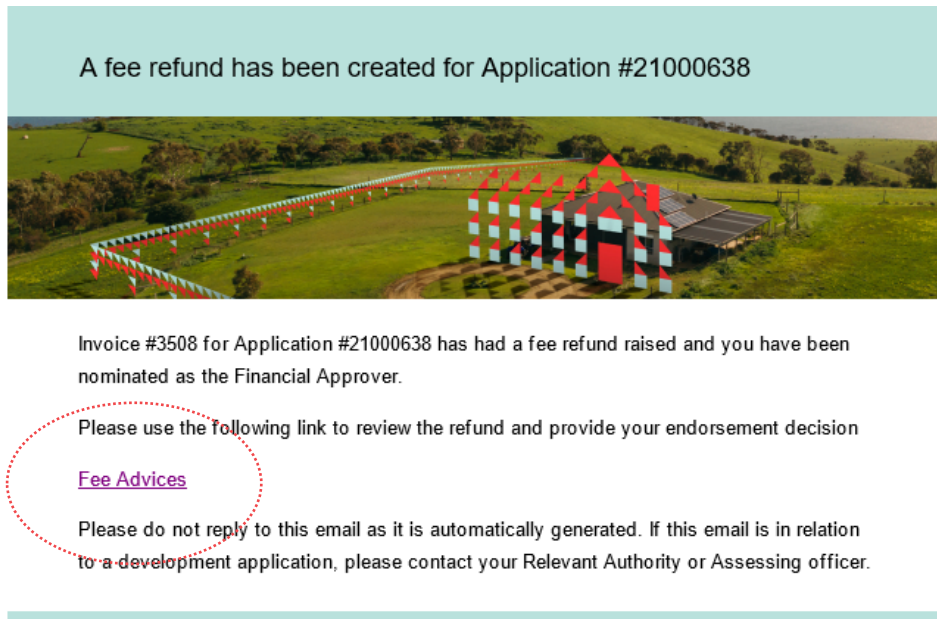 A fee refund has been created for Application #21000638
Invoice #3508 for Application #21000638 has had a fee refund raised and you have been
nominated as the Financial Approver.
Please use the following link to review the refund and provide your endorsement decision
Fee Advices
Please do not reply to this email as it is automatically generated. If this email is in relation
to a development application, please contact your Relevant Authority or Assessing officer.